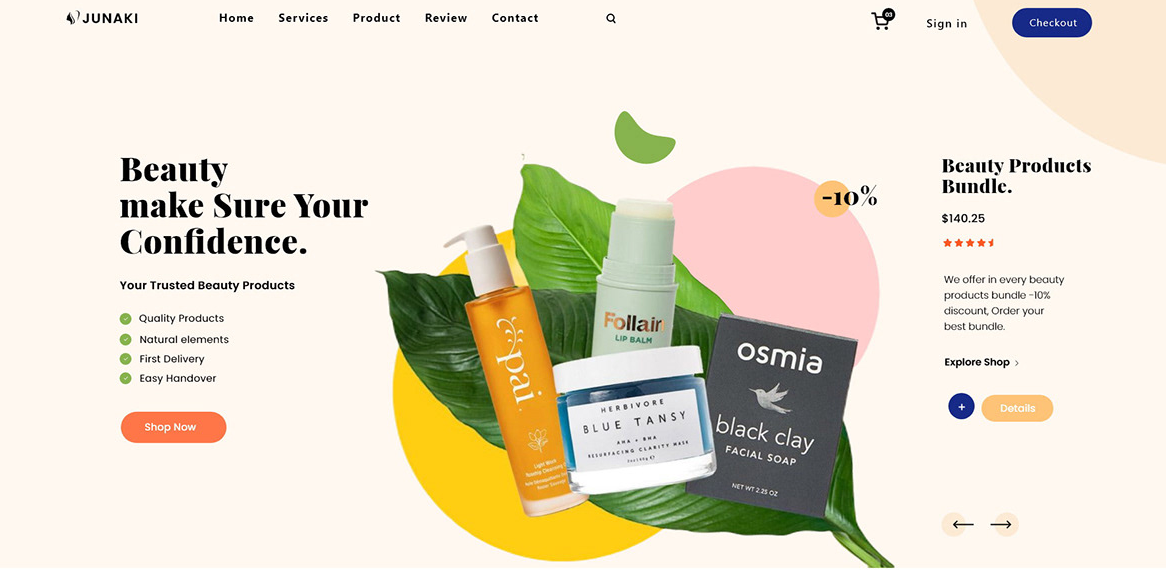 JUNAKI
Home
Services
Product
Review
Contact
03
Sign in
Checkout
Beauty
make Sure Your
Confidence.
Your Trusted Beauty Products
Quality Products
Natural elements
First Delivery
Easy Handover
Shop Now
-10%
pai
Light Work
Follain
LIP BALM
HERBIVORE
BLUE TANSY
AHA + BHA
RESURFACING CLARITY MASK
osmia
black clay
FACIAL SOAP
NET WT 2.25 OZ
Beauty Products
Bundle.
$140.25
We offer in every beauty
products bundle -10%
discount, Order your
best bundle.
Explore Shop >
+
Details